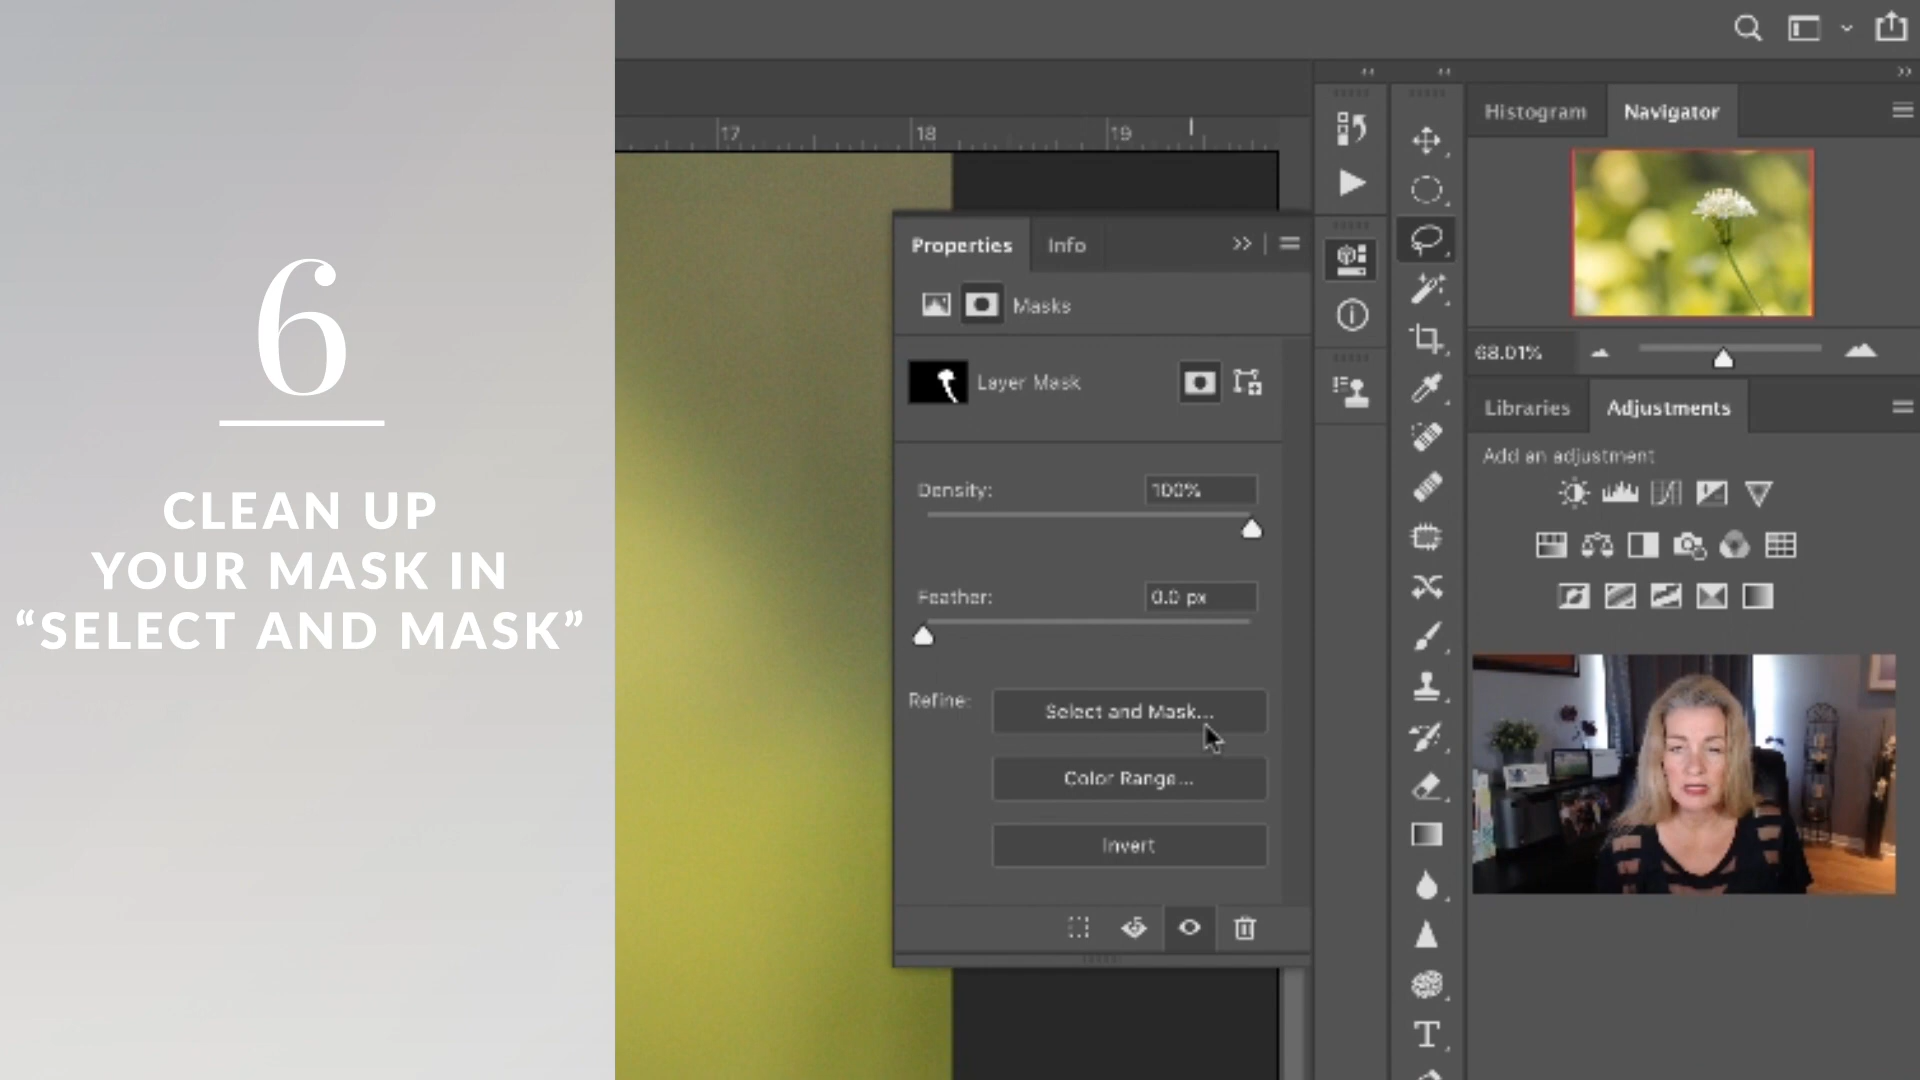 6
CLEAN UP
YOUR MASK IN
“SELECT AND MASK”
17
18
19
Histogram
Navigator
68.01%
Libraries
Adjustments
Add an adjustment
Properties
Info
Masks
Layer Mask
Density:
100%
Feather:
0.0 px
Refine:
Select and Mask...
Color Range...
Invert
T